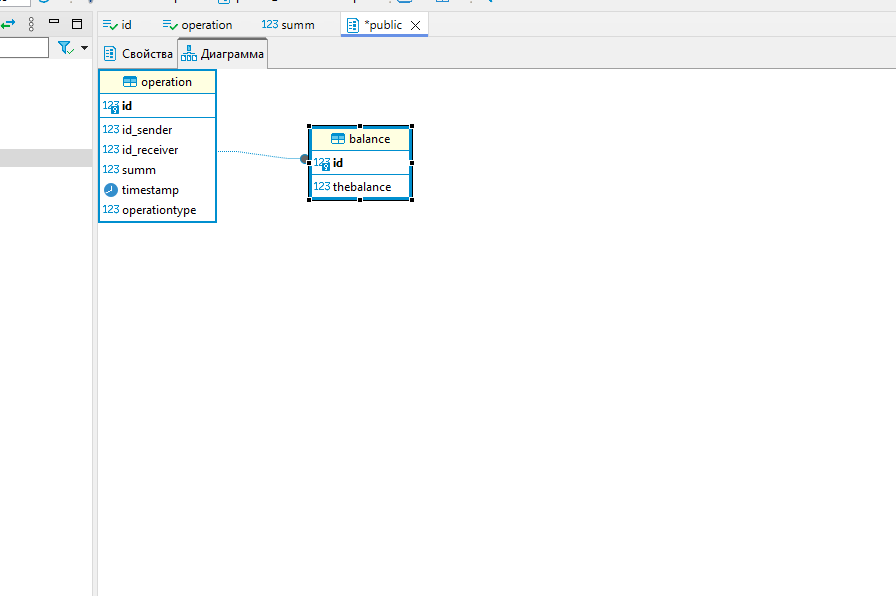 id
operation
123 summ
*public
Свойства
Диаграмма
operation
123 id
123 id_sender
123 id_receiver
123 summ
timestamp
123 operationtype
balance
123 id
123 thebalance